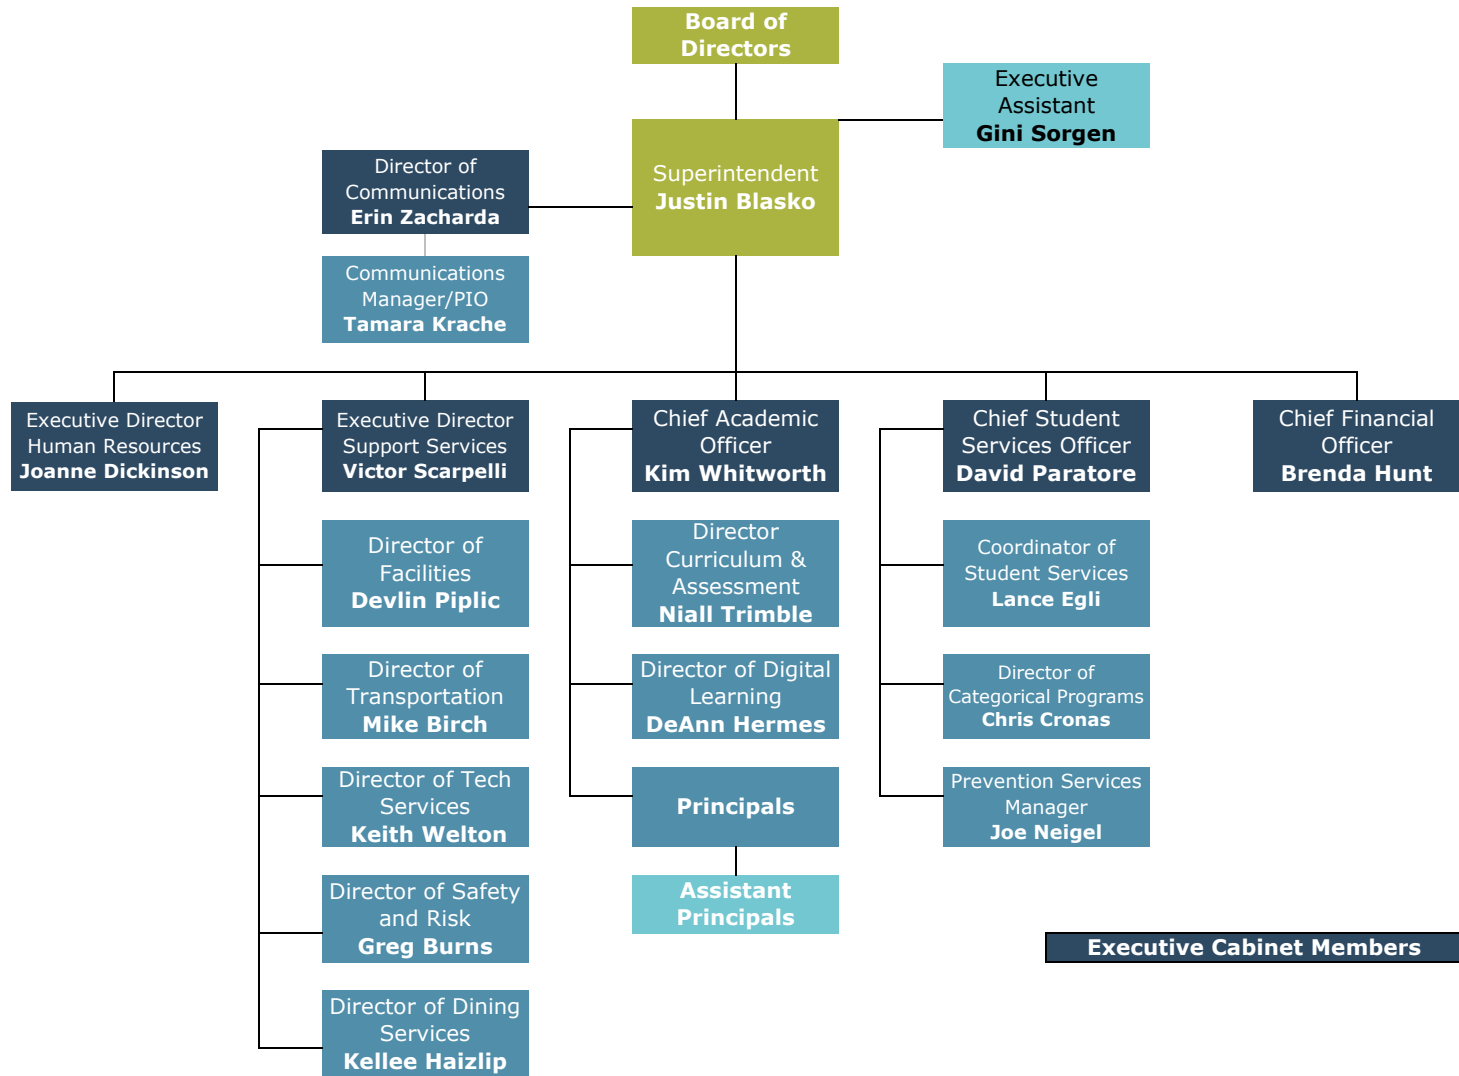 Board of
Directors
Executive
Assistant
Gini Sorgen
Superintendent
Justin Blasko
Director of
Communications
Erin Zacharda
Communications
Manager/PIO
Tamara Krache
Executive Director
Human Resources
Joanne Dickinson
Executive Director
Support Services
Victor Scarpelli
Chief Academic
Officer
Kim Whitworth
Chief Student
Services Officer
David Paratore
Chief Financial
Officer
Brenda Hunt
Director of
Facilities
Devlin Piplic
Director
Curriculum &
Assessment
Niall Trimble
Coordinator of
Student Services
Lance Egli
Director of
Transportation
Mike Birch
Director of Digital
Learning
DeAnn Hermes
Director of
Categorical Programs
Chris Cronas
Director of Tech
Services
Keith Welton
Principals
Prevention Services
Manager
Joe Neigel
Director of Safety
and Risk
Greg Burns
Assistant
Principals
Executive Cabinet Members
Director of Dining
Services
Kellee Haizlip